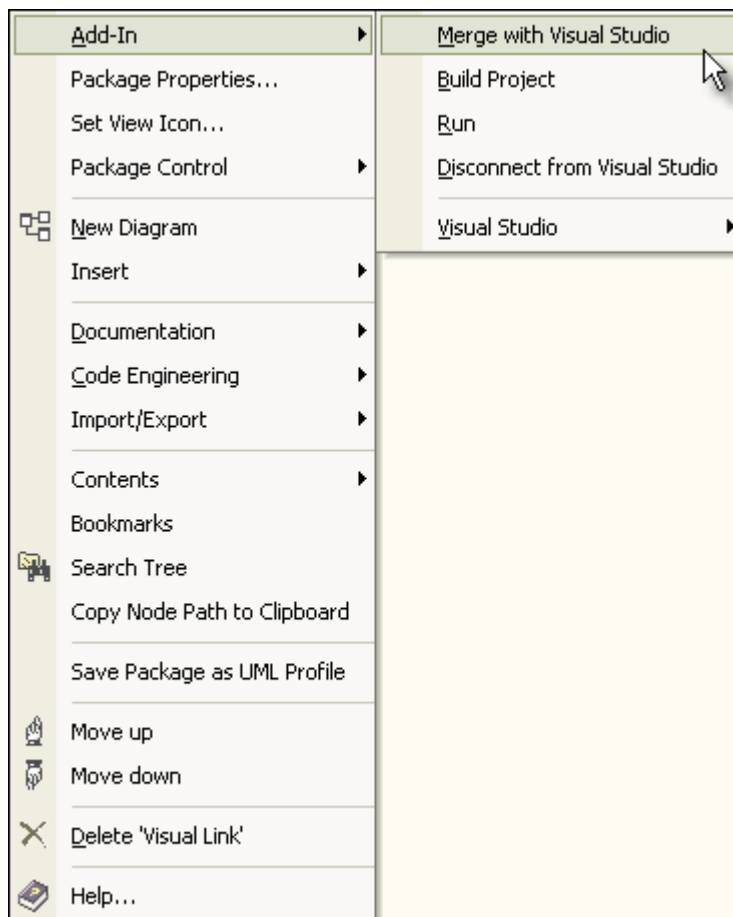 Add-In
Package Properties...
Set View Icon...
Package Control
New Diagram
Insert
Documentation
Code Engineering
Import/Export
Contents
Bookmarks
Search Tree
Copy Node Path to Clipboard
Save Package as UML Profile
Move up
Move down
Delete 'Visual Link'
Help...
Merge with Visual Studio
Build Project
Run
Disconnect from Visual Studio
Visual Studio